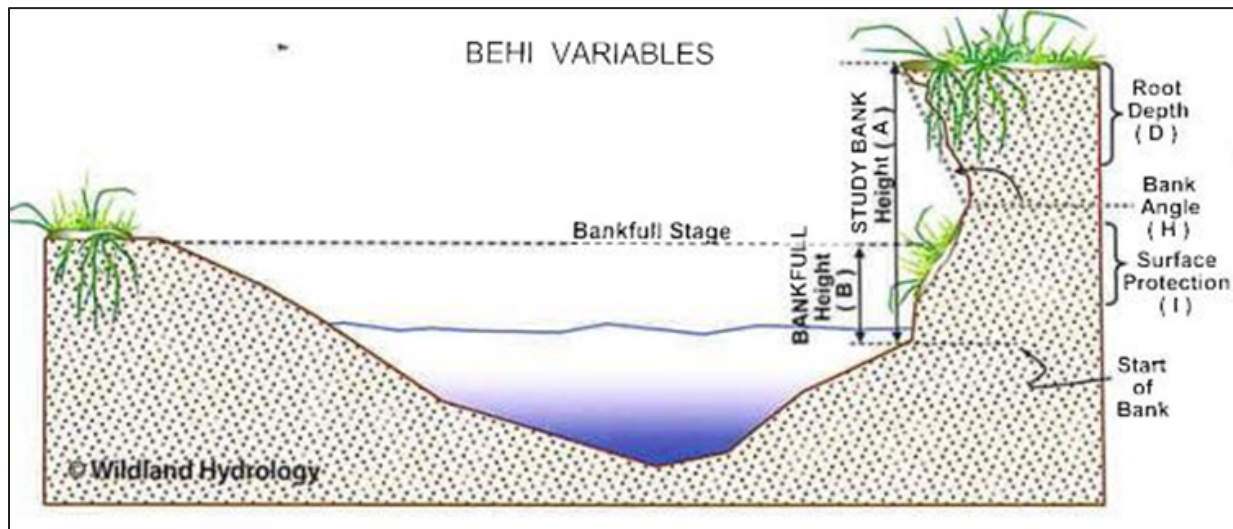 BEHI VARIABLES
STUDY BANK
Height ( A )
Root
Depth
( D )
Bank
Angle
( H )
Bankfull Stage
BANKFULL
Height
( B )
Surface
Protection
( I )
Start
of
Bank
© Wildland Hydrology